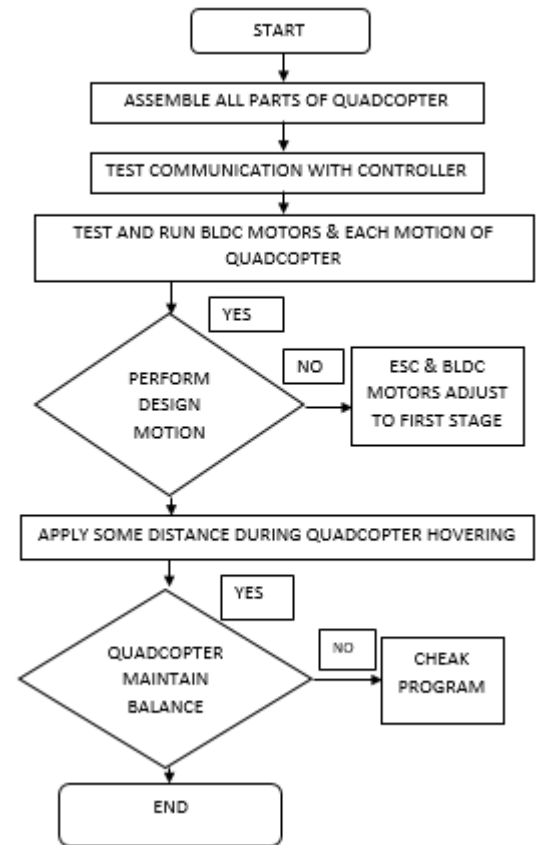 START
ASSEMBLE ALL PARTS OF QUADCOPTER
TEST COMMUNICATION WITH CONTROLLER
TEST AND RUN BLDC MOTORS & EACH MOTION OF
QUADCOPTER
YES
PERFORM
DESIGN
MOTION
NO
ESC & BLDC
MOTORS ADJUST
TO FIRST STAGE
APPLY SOME DISTANCE DURING QUADCOPTER HOVERING
YES
QUADCOPTER
MAINTAIN
BALANCE
NO
CHEAK
PROGRAM
END